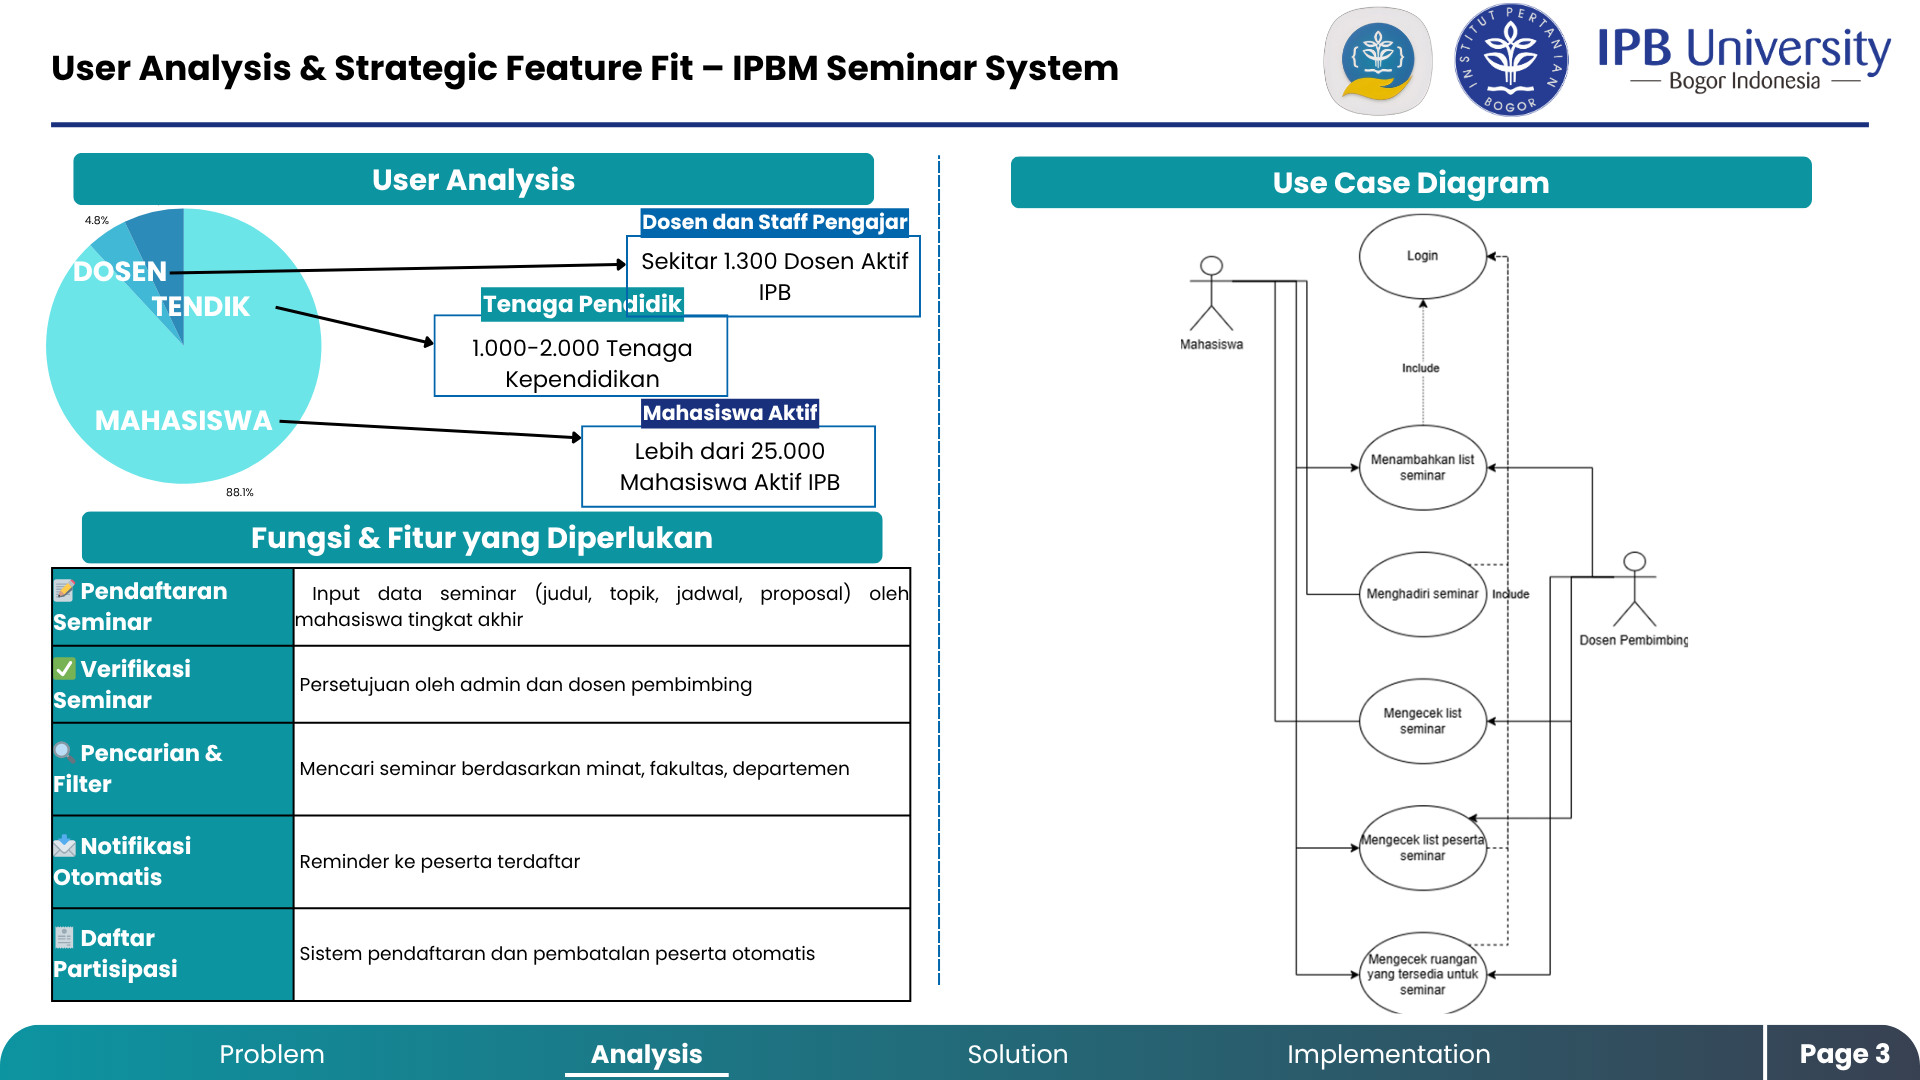 User Analysis & Strategic Feature Fit – IPBM Seminar System
INSTITUT PERTANIAN
BOGOR
IPB University
Bogor Indonesia
User Analysis
4.8%
DOSEN
TENDIK
MAHASISWA
88.1%
Dosen dan Staff Pengajar
Sekitar 1.300 Dosen Aktif
IPB
Tenaga Pendidik
1.000-2.000 Tenaga
Kependidikan
Mahasiswa Aktif
Lebih dari 25.000
Mahasiswa Aktif IPB
Fungsi & Fitur yang Diperlukan
📝 Pendaftaran
Seminar
Input data seminar (judul, topik, jadwal, proposal) oleh
mahasiswa tingkat akhir
✅ Verifikasi
Seminar
Persetujuan oleh admin dan dosen pembimbing
🔍 Pencarian &
Filter
Mencari seminar berdasarkan minat, fakultas, departemen
📩 Notifikasi
Otomatis
Reminder ke peserta terdaftar
🧾 Daftar
Partisipasi
Sistem pendaftaran dan pembatalan peserta otomatis
Use Case Diagram
Login
Mahasiswa
Include
Menambahkan list
seminar
Menghadiri seminar
Include
Dosen Pembimbing
Mengecek list
seminar
Mengecek list peserta
seminar
Mengecek ruangan
yang tersedia untuk
seminar
Problem
Analysis
Solution
Implementation
Page 3